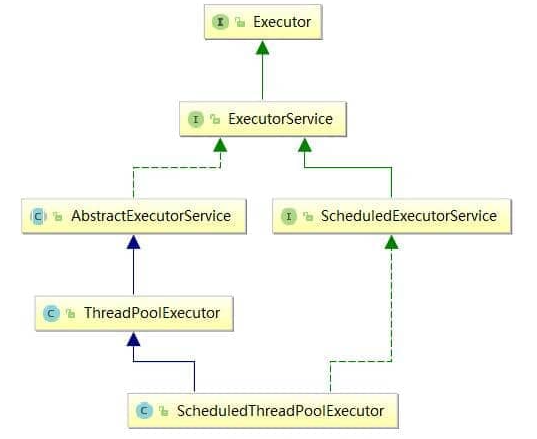 I Executor
I ExecutorService
C AbstractExecutorService
I ScheduledExecutorService
C ThreadPoolExecutor
C ScheduledThreadPoolExecutor